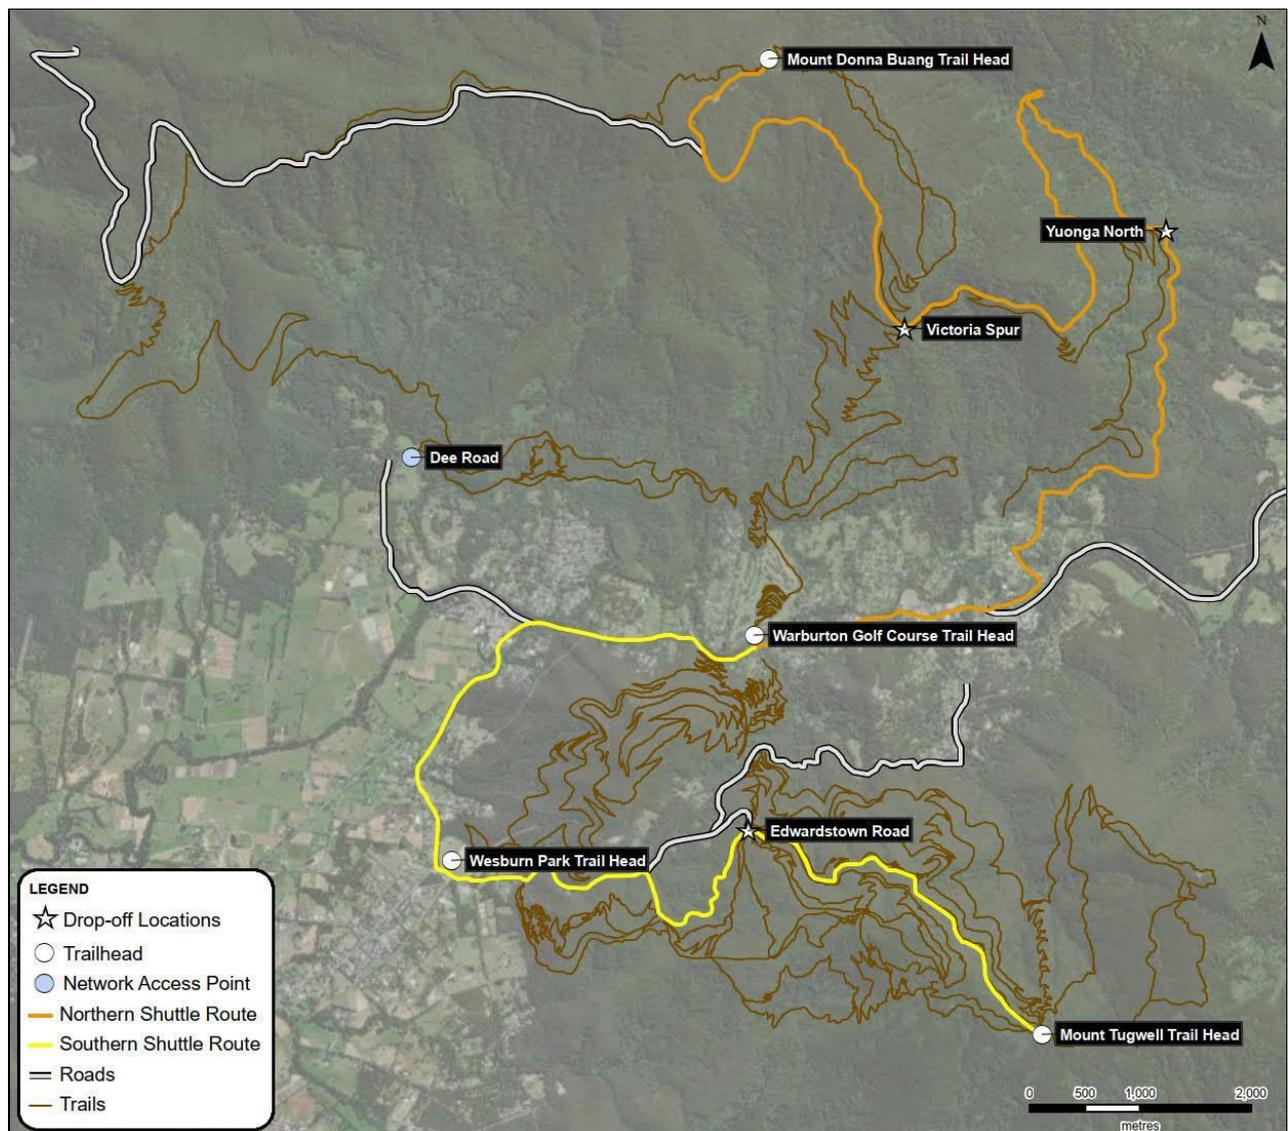 N
Mount Donna Buang Trail Head
Yuonga North
Victoria Spur
Dee Road
Warburton Golf Course Trail Head
Edwardstown Road
Wesburn Park Trail Head
Mount Tugwell Trail Head
LEGEND
Drop-off Locations
Trailhead
Network Access Point
Northern Shuttle Route
Southern Shuttle Route
Roads
Trails
0 500 1,000 2,000
metres